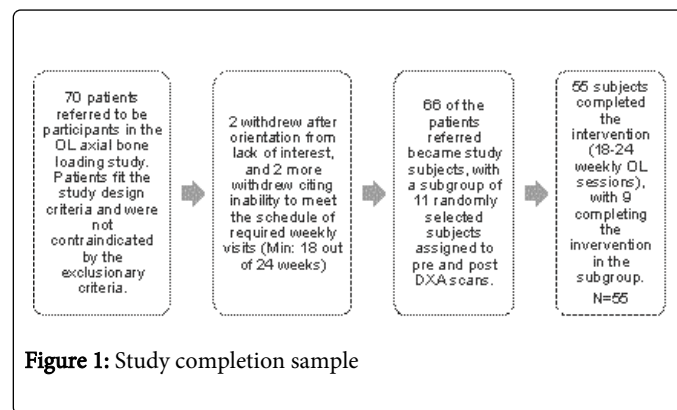 70 patients
referred to be
participants in the
OL axial bone
loading study.
Patients fit the
study design
criteria and were
not
contraindicated
by the
exclusionary
criteria.
2 withdrew after
orientation from
lack of interest,
and 2 more
withdrew citing
inability to meet
the schedule of
required weekly
visits (Min: 18 out
of 24 weeks)
66 of the
patients
referred
became study
subjects, with
a subgroup of
11 randomly
selected
subjects
assigned to
pre and post
DXA scans.
55 subjects
completed
the
intervention
(18-24
weekly OL
sessions),
with 9
completing
the
invervention
in the
subgroup.
N=55
Figure 1: Study completion sample